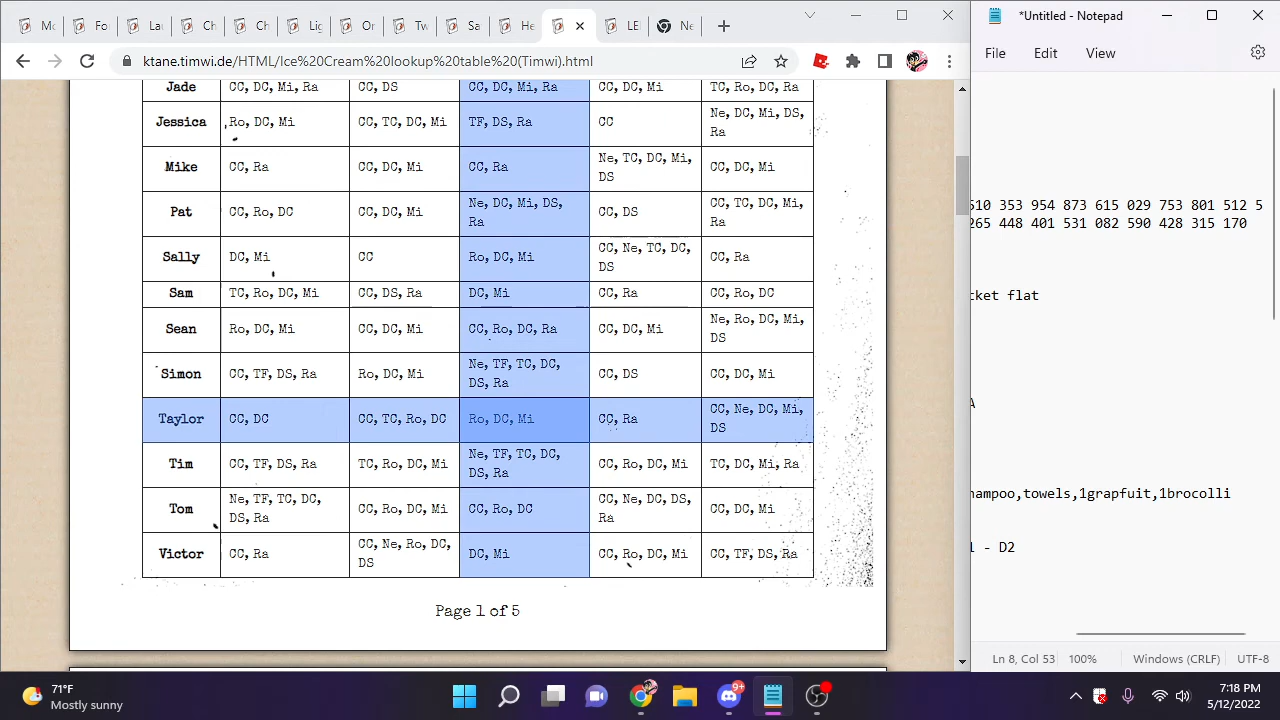 Mc
Fo
La
Ch
Ch
Lig
Or
Tw
Sa
He
LE
Ne
*Untitled - Notepad
ktane.timwi.de/HTML/Ice%20Cream%20lookup%20table%20(Timwi).html
File Edit View
Jade CC, DC, Mi, Ra CC, DS CC, DC, Mi, Ra CC, DC, Mi TC, Ro, DC, Ra
Jessica Ro, DC, Mi CC, TC, DC, Mi TF, DS, Ra CC Ne, DC, Mi, DS,
Ra
Mike CC, Ra CC, DC, Mi CC, Ra Ne, TC, DC, Mi, CC, DC, Mi
DS
Pat CC, Ro, DC CC, DC, Mi Ne, DC, Mi, DS, CC, DS CC, TC, DC, Mi,
Ra Ra
Sally DC, Mi CC Ro, DC, Mi CC, Ne, TC, DC, CC, Ra
DS
Sam TC, Ro, DC, Mi CC, DS, Ra DC, Mi CC, Ra CC, Ro, DC
Sean Ro, DC, Mi CC, DC, Mi CC, Ro, DC, Ra CC, DC, Mi Ne, Ro, DC, Mi,
DS
Simon CC, TF, DS, Ra Ro, DC, Mi Ne, TF, TC, DC, CC, DS CC, DC, Mi
DS, Ra
Taylor CC, DC CC, TC, Ro, DC Ro, DC, Mi CC, Ra CC, Ne, DC, Mi,
DS
Tim CC, TF, DS, Ra TC, Ro, DC, Mi Ne, TF, TC, DC, CC, Ro, DC, Mi TC, DC, Mi, Ra
DS, Ra
Tom Ne, TF, TC, DC, CC, Ro, DC, Mi CC, Ro, DC CC, Ne, DC, DS, CC, DC, Mi
DS, Ra Ra
Victor CC, Ra CC, Ne, Ro, DC, DC, Mi CC, Ro, DC, Mi CC, TF, DS, Ra
DS
Page 1 of 5
510 353 954 873 615 029 753 801 512 5
265 448 401 531 082 590 428 315 170
cket flat
A
hampoo,towels,1grapfuit,1brocolli
1 - D2
Ln 8, Col 53 100% Windows (CRLF) UTF-8
71°F
Mostly sunny
9+
7:18 PM
5/12/2022